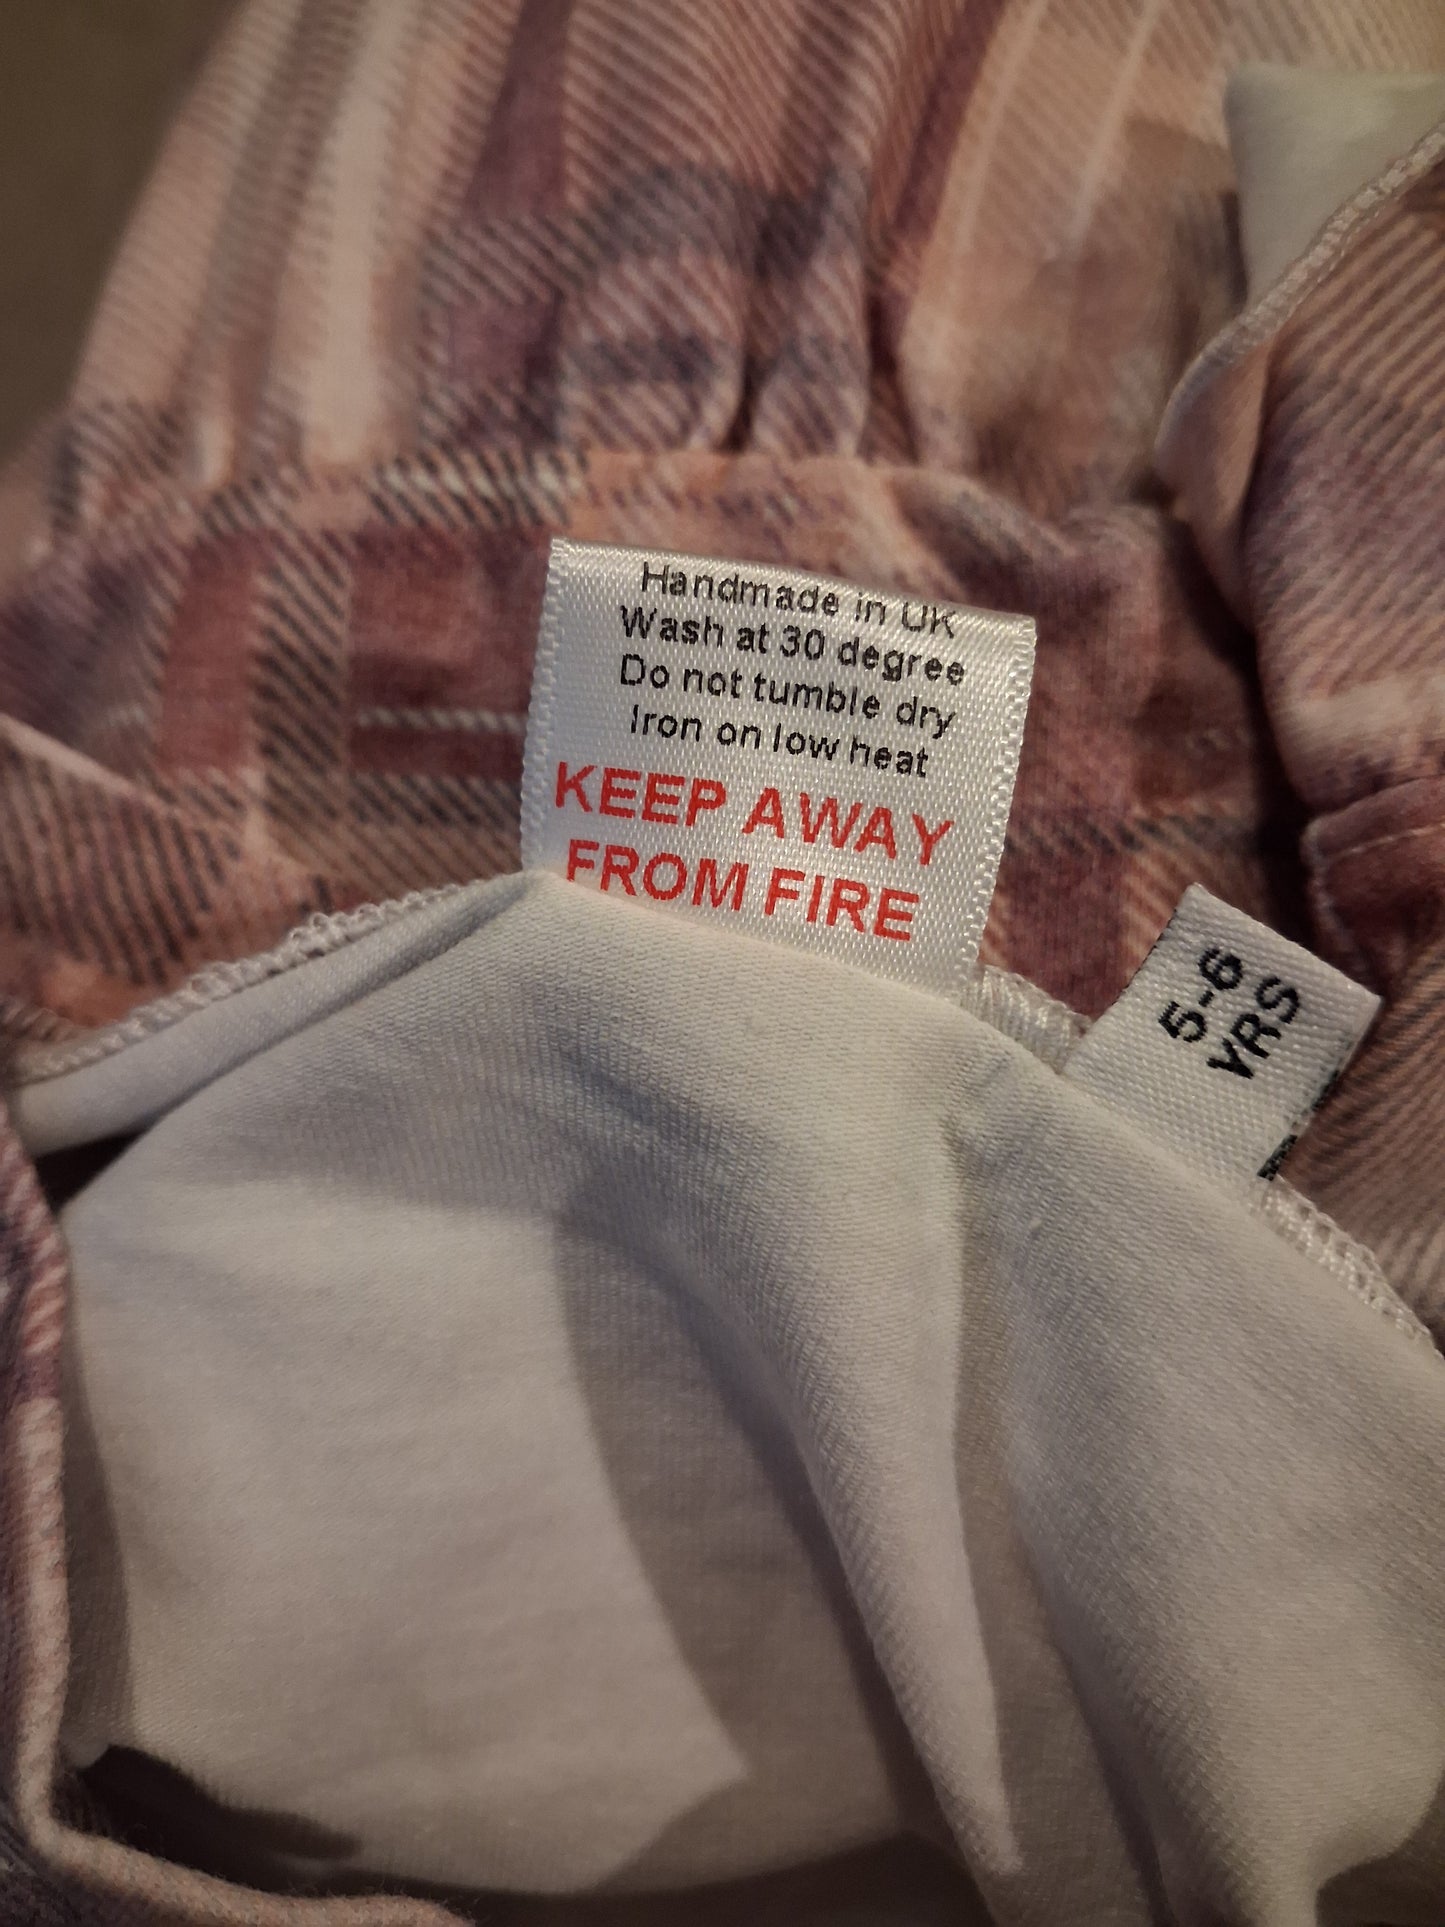 Handmade in UK
Wash at 30 degree
Do not tumble dry
Iron on low heat
KEEP AWAY
FROM FIRE
5-6
YRS